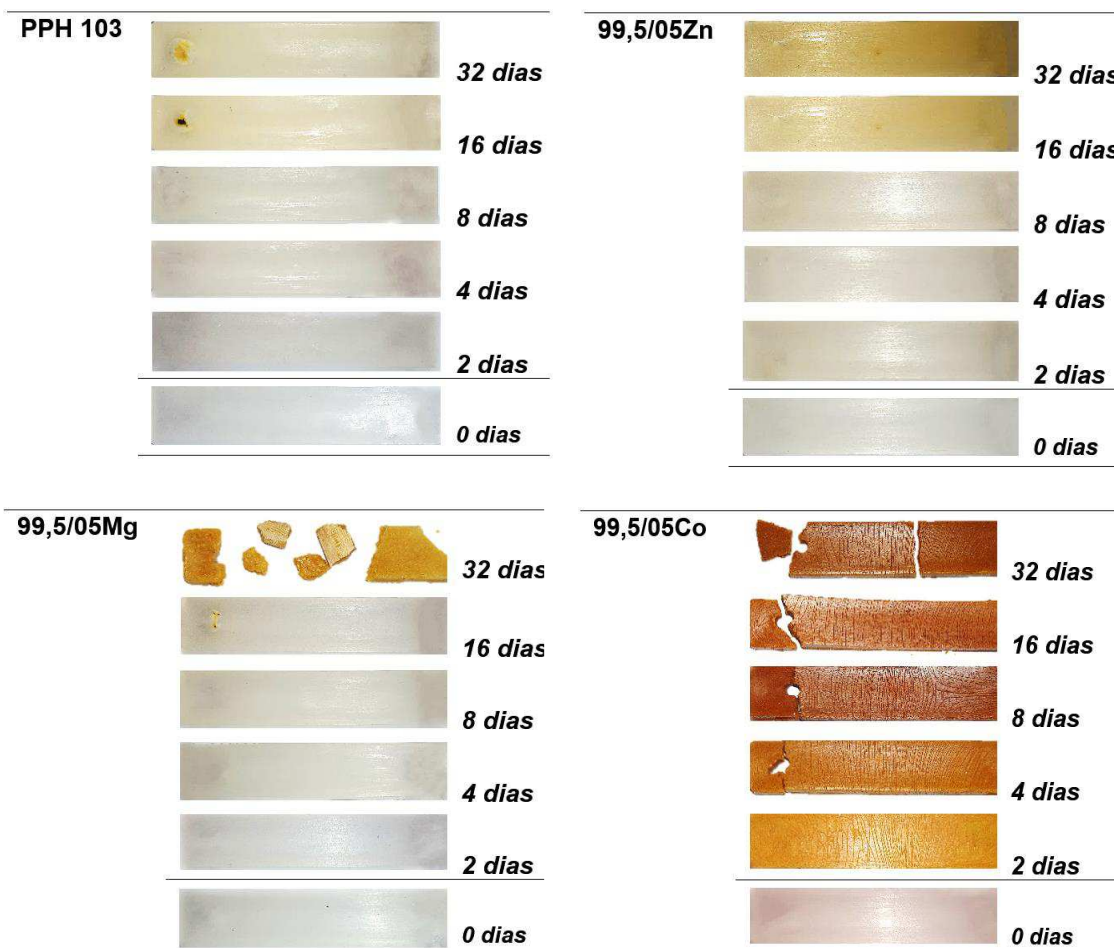 PPH 103
32 dias
16 dias
8 dias
4 dias
2 dias
0 dias
99,5/05Zn
32 dias
16 dias
8 dias
4 dias
2 dias
0 dias
99,5/05Mg
32 dias
16 dias
8 dias
4 dias
2 dias
0 dias
99,5/05Co
32 dias
16 dias
8 dias
4 dias
2 dias
0 dias